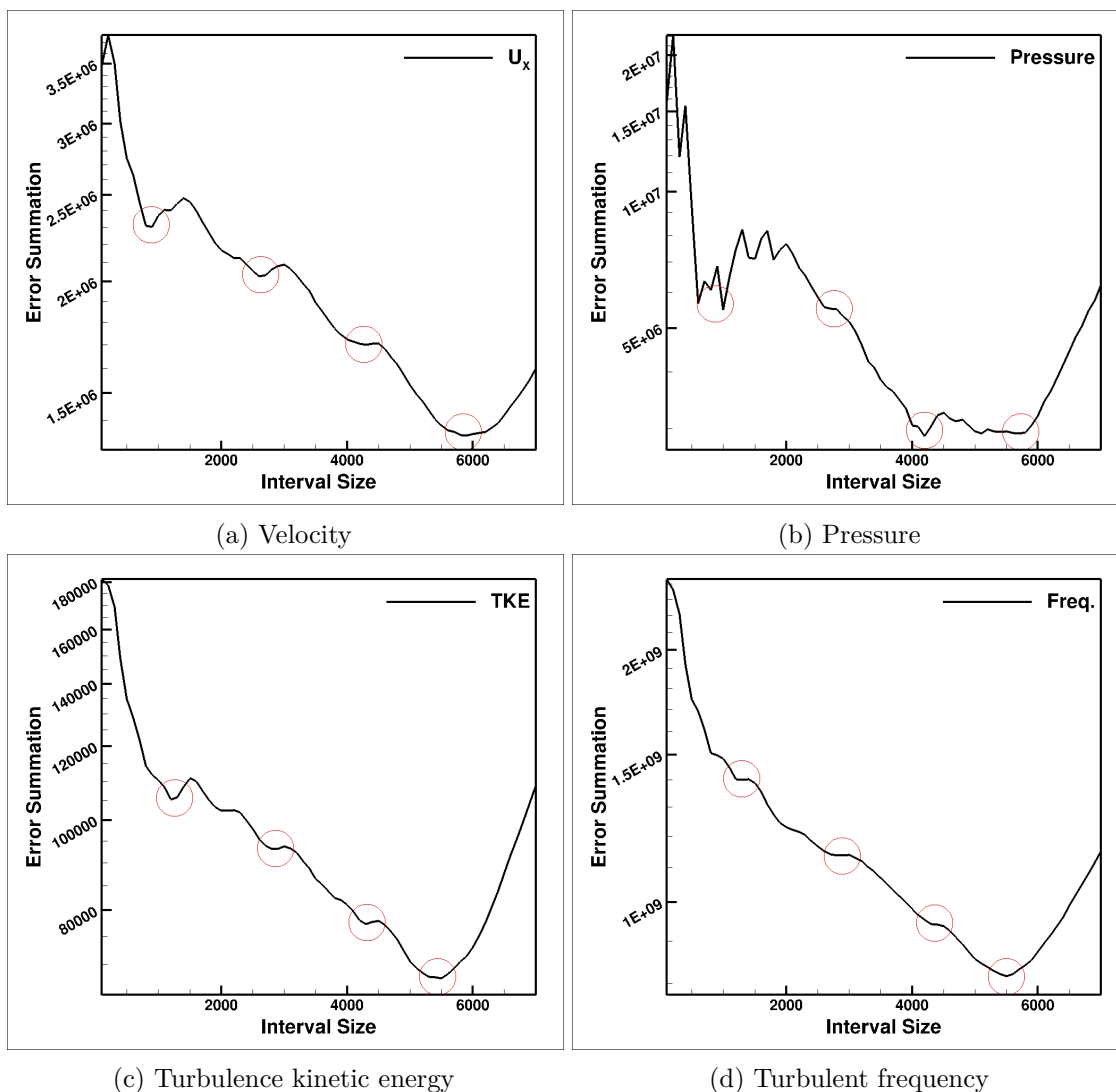 Ux
Error Summation
3.5E+06
3E+06
2.5E+06
2E+06
1.5E+06
2000 4000 6000
Interval Size
(a) Velocity
Pressure
Error Summation
2E+07
1.5E+07
1E+07
5E+06
2000 4000 6000
Interval Size
(b) Pressure
TKE
Error Summation
180000
160000
140000
120000
100000
80000
2000 4000 6000
Interval Size
(c) Turbulence kinetic energy
Freq.
Error Summation
2E+09
1.5E+09
1E+09
2000 4000 6000
Interval Size
(d) Turbulent frequency